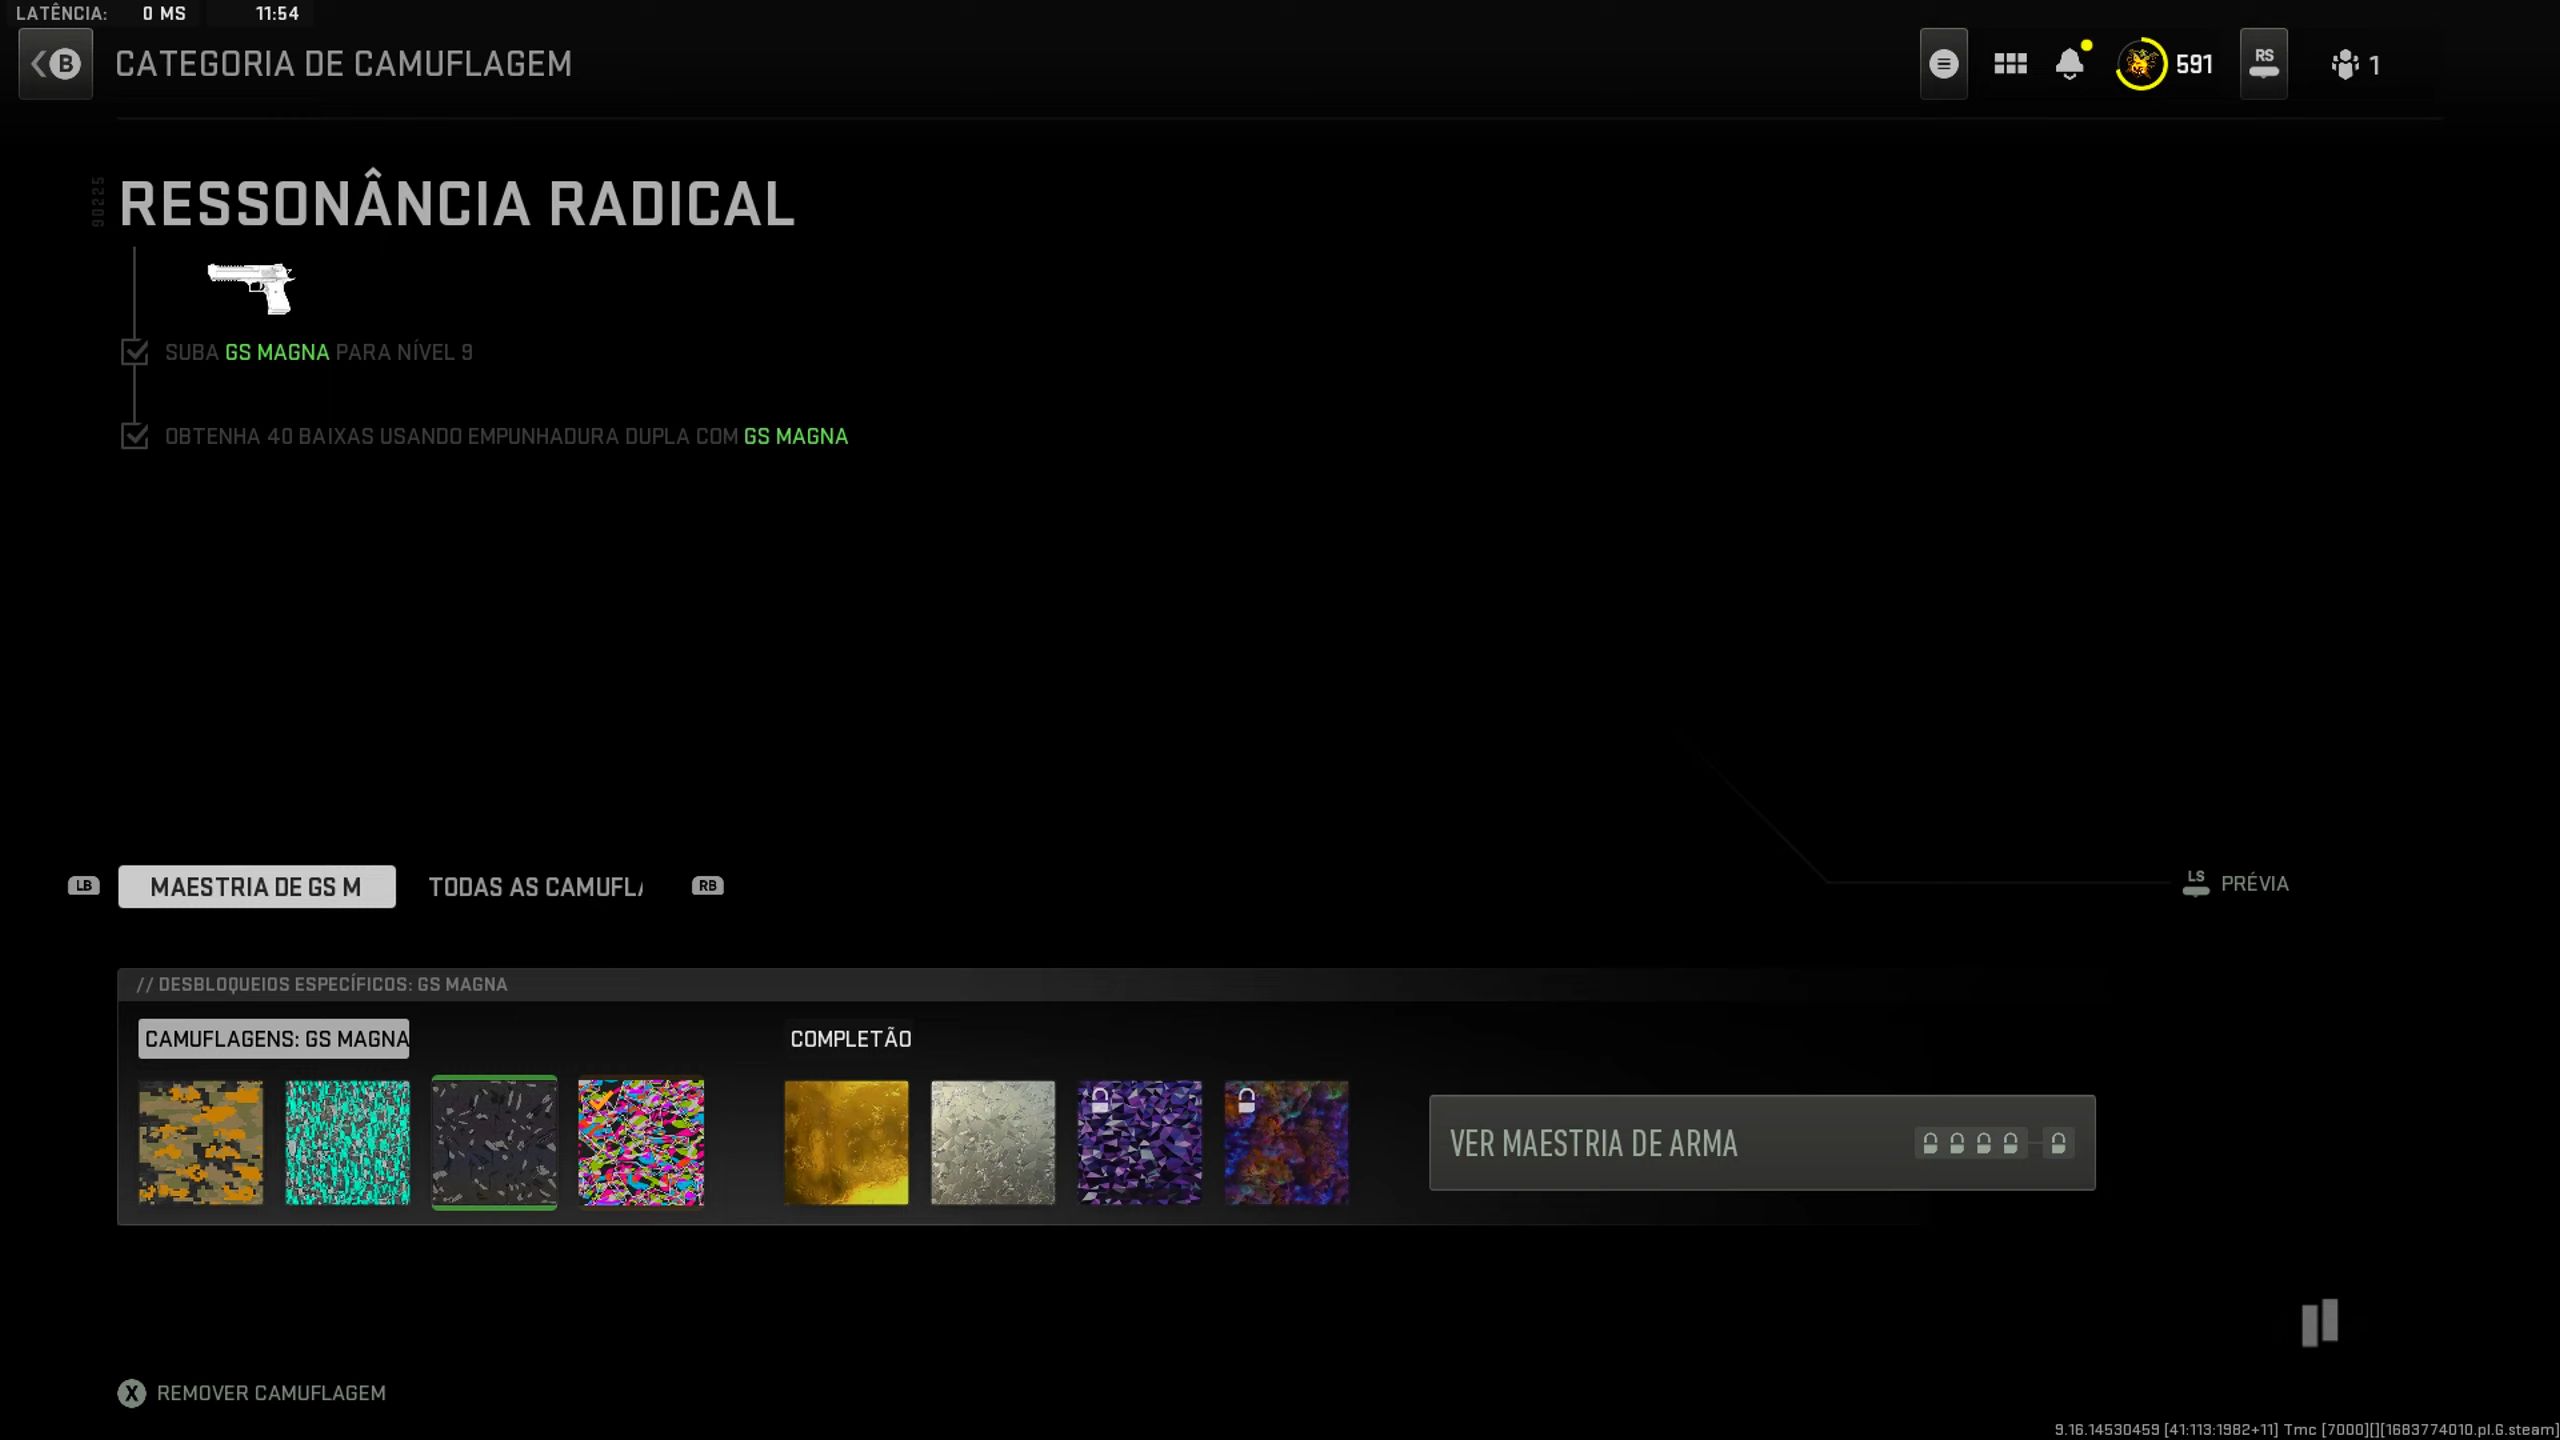 LATÊNCIA: 0 MS 11:54
B CATEGORIA DE CAMUFLAGEM 591 RS 1
90225
RESSONÂNCIA RADICAL
SUBA GS MAGNA PARA NÍVEL 9
OBTENHA 40 BAIXAS USANDO EMPUNHADURA DUPLA COM GS MAGNA
LB MAESTRIA DE GS M TODAS AS CAMUFL RB LS PRÉVIA
// DESBLOQUEIOS ESPECÍFICOS: GS MAGNA
CAMUFLAGENS: GS MAGNA COMPLETÃO
VER MAESTRIA DE ARMA
X REMOVER CAMUFLAGEM
9.16.14530459 [41:113:1982+11] Tmc [7000][][1683774010.pl.G.steam]